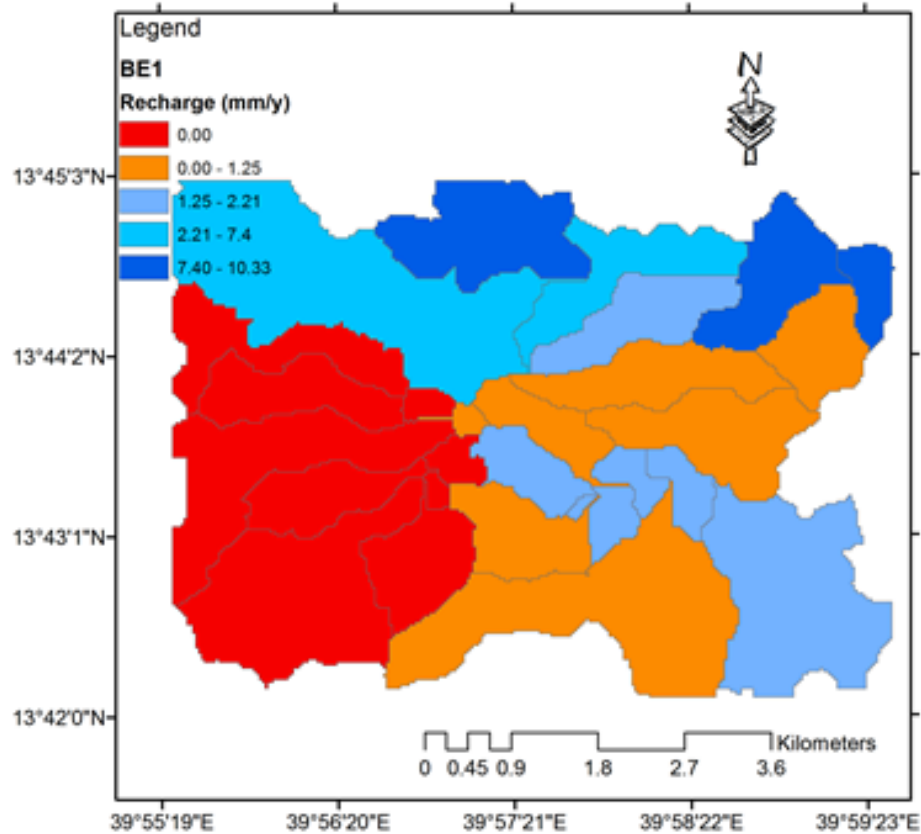 Legend
BE1
Recharge (mm/y)
0.00
0.00 - 1.25
1.25 - 2.21
2.21 - 7.4
7.40 - 10.33
N
13°45'3"N
13°44'2"N
13°43'1"N
13°42'0"N
Kilometers
0 0.45 0.9 1.8 2.7 3.6
39°55'19"E 39°56'20"E 39°57'21"E 39°58'22"E 39°59'23"E